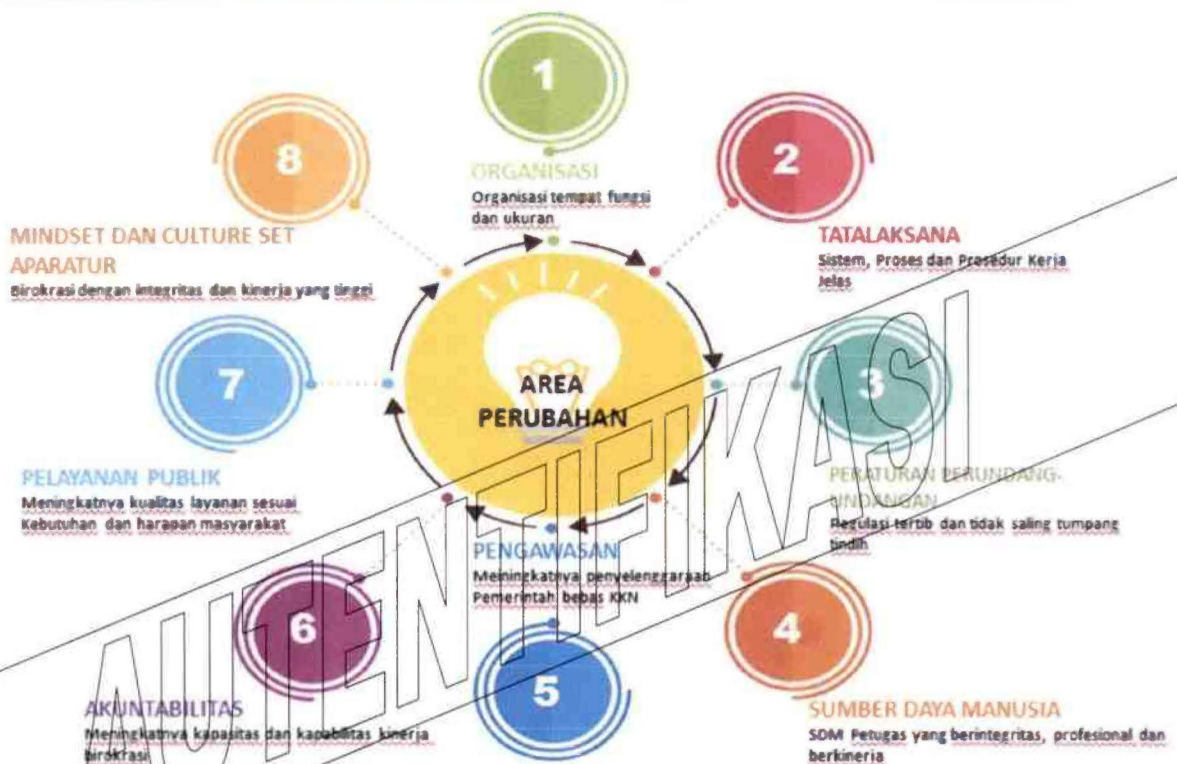 1
ORGANISASI
Organisasi tempat fungsi
dan ukuran
2
TATALAKSANA
Sistem, Proses dan Prosedur Kerja
Jelas
3
PERATURAN PERUNDANG-
UNDANGAN
Regulasi tertib dan tidak saling tumpang
tindih
4
SUMBER DAYA MANUSIA
SDM Petugas yang berintegritas, profesional dan
berkinerja
PENGAWASAN
Meiningkatnya penyelenggaraab
Pemerintah bebas KKN
5
6
AKUNTABILITAS
Meningkatnya kapasitas dan kapabilitas kinerja
birokrasi
7
PELAYANAN PUBLIK
Meningkatnya kualitas layanan sesuai
Kebutuhan dan harapan masyarakat
8
MINDSET DAN CULTURE SET
APARATUR
Birokrasi dengan integritas dan kinerja yang tinggi
AREA
PERUBAHAN
AUTENTIFIKASI